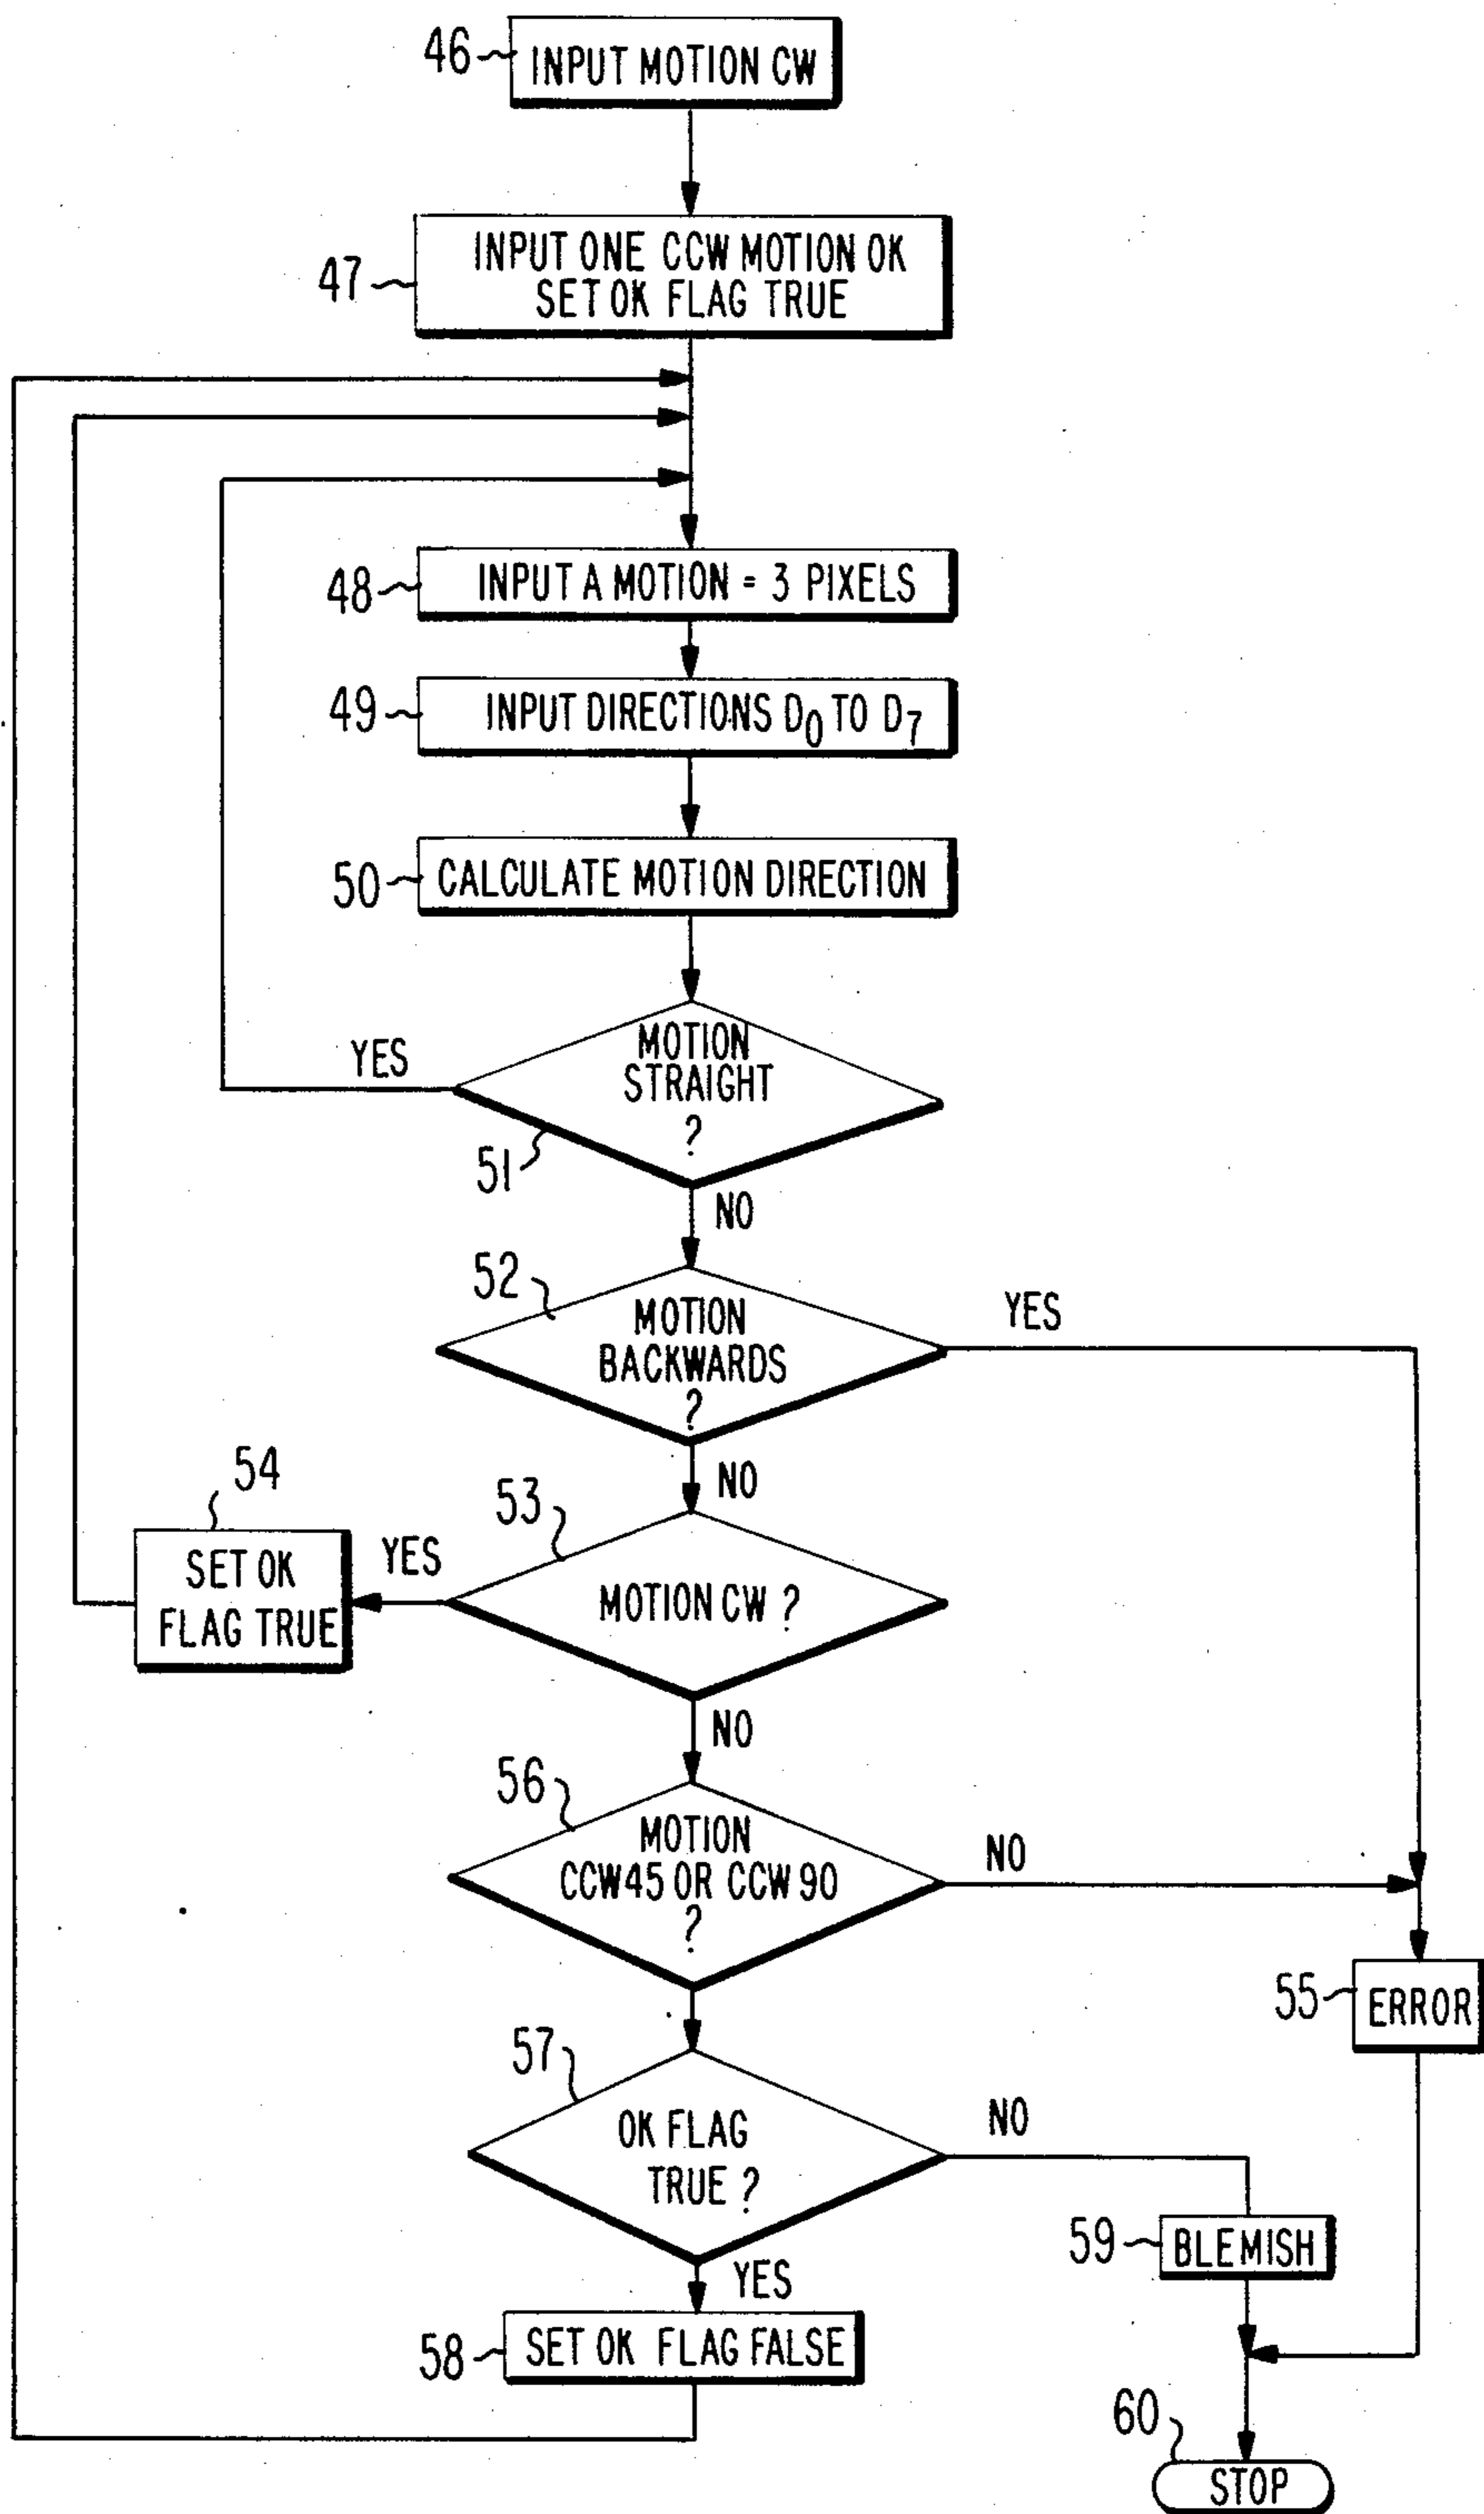 46 INPUT MOTION CW
47 INPUT ONE CCW MOTION OK
SET OK FLAG TRUE
48 INPUT A MOTION = 3 PIXELS
49 INPUT DIRECTIONS D0 TO D7
50 CALCULATE MOTION DIRECTION
MOTION
STRAIGHT
?
YES
51
NO
52
MOTION
BACKWARDS
?
YES
NO
53
MOTION CW ?
YES
54
SET OK
FLAG TRUE
NO
56
MOTION
CCW 45 OR CCW 90
?
NO
55 ERROR
57
OK FLAG
TRUE ?
NO
59 BLEMISH
YES
58 SET OK FLAG FALSE
60
STOP